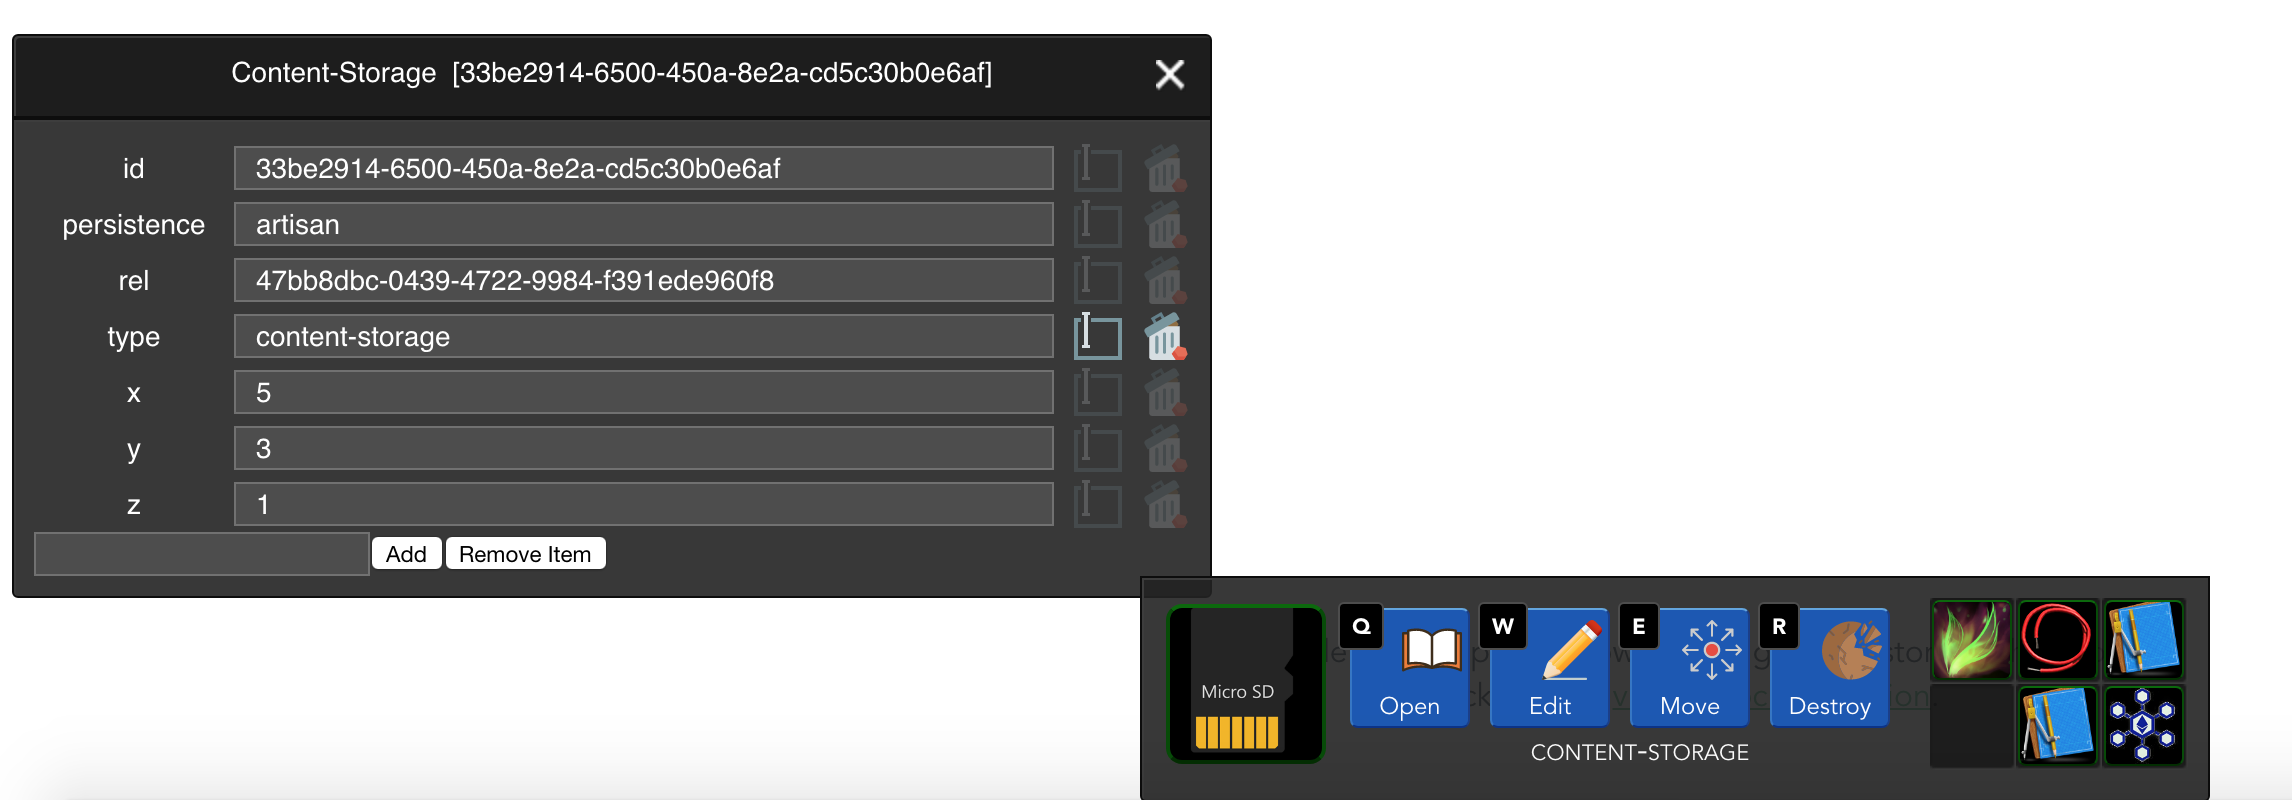 Content-Storage [33be2914-6500-450a-8e2a-cd5c30b0e6af]
id 33be2914-6500-450a-8e2a-cd5c30b0e6af
persistence artisan
rel 47bb8dbc-0439-4722-9984-f391ede960f8
type content-storage
x 5
y 3
z 1
Add Remove Item
Q W E R
Micro SD
Open Edit Move Destroy
CONTENT-STORAGE